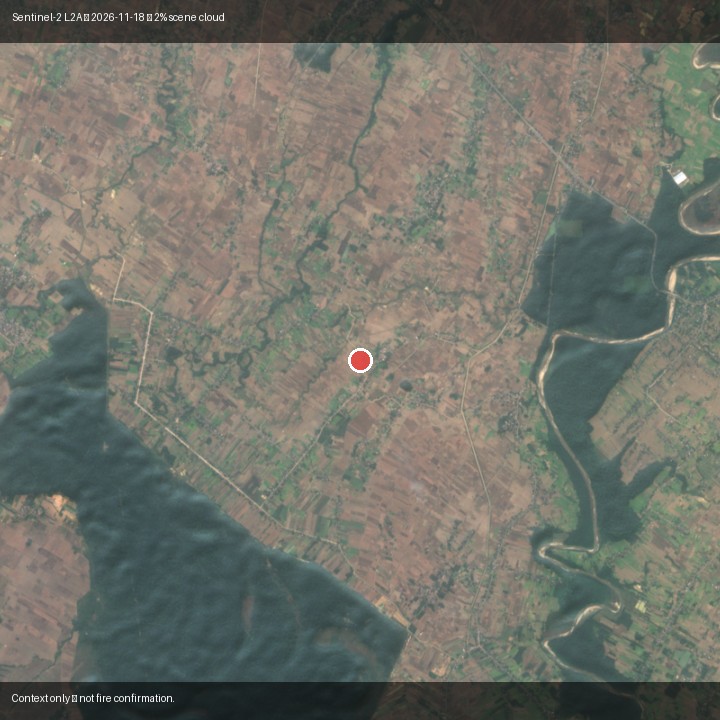 Sentinel-2 L2A▯2026-11-18▯2% scene cloud
Context only▯not fire confirmation.